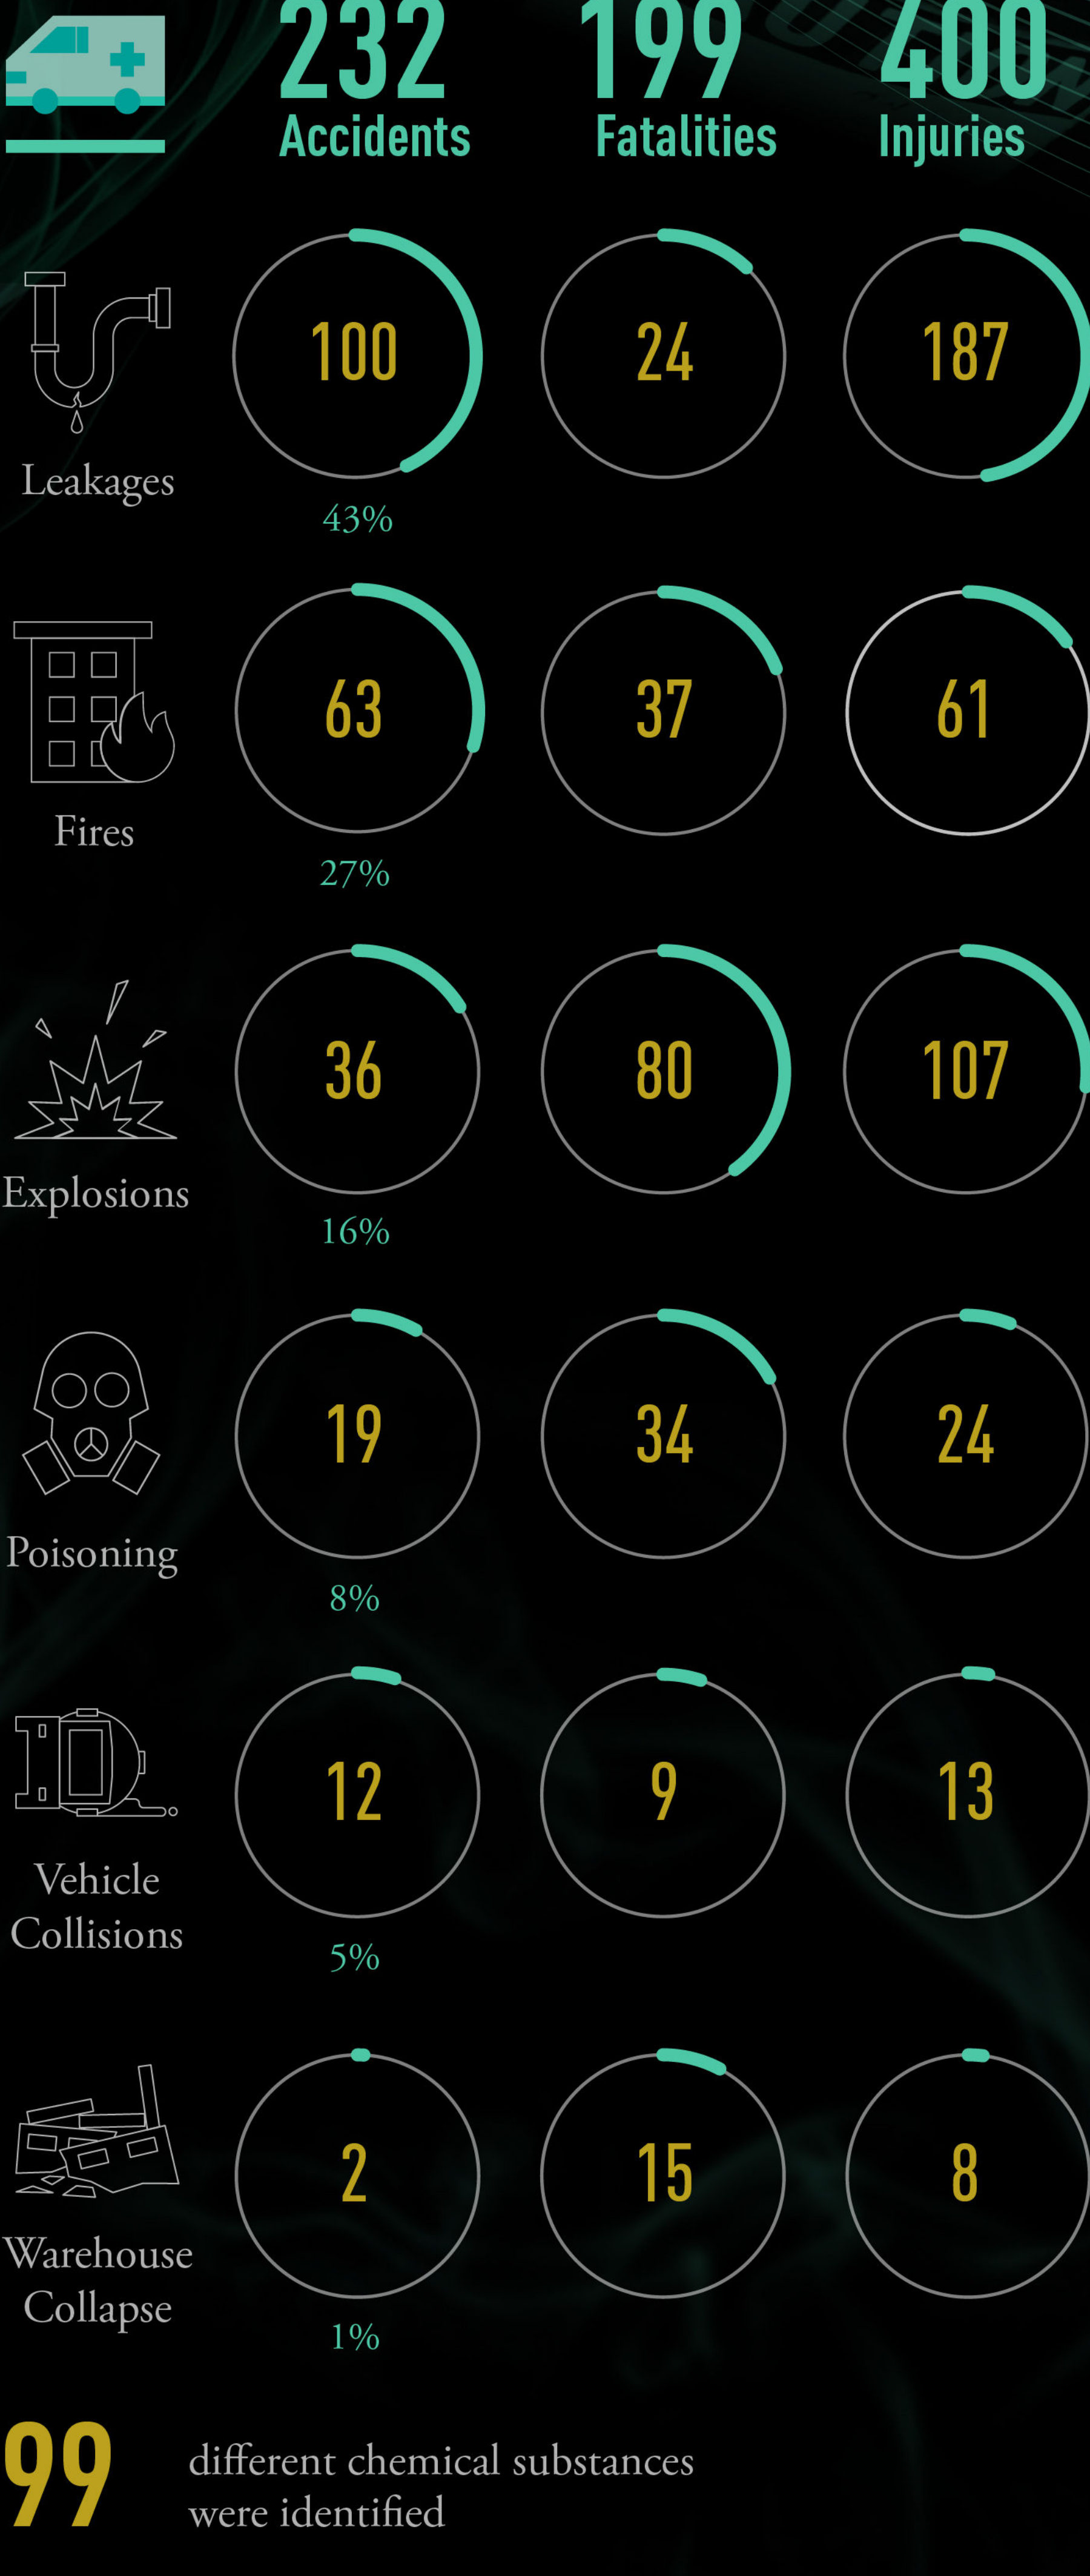 232
199
400
Accidents
Fatalities
Injuries
100
24
187
Leakages
43%
63
37
61
Fires
27%
36
80
107
Explosions
16%
19
34
24
Poisoning
8%
12
9
13
Vehicle
Collisions
5%
2
15
8
Warehouse
Collapse
1%
99
different chemical substances
were identified